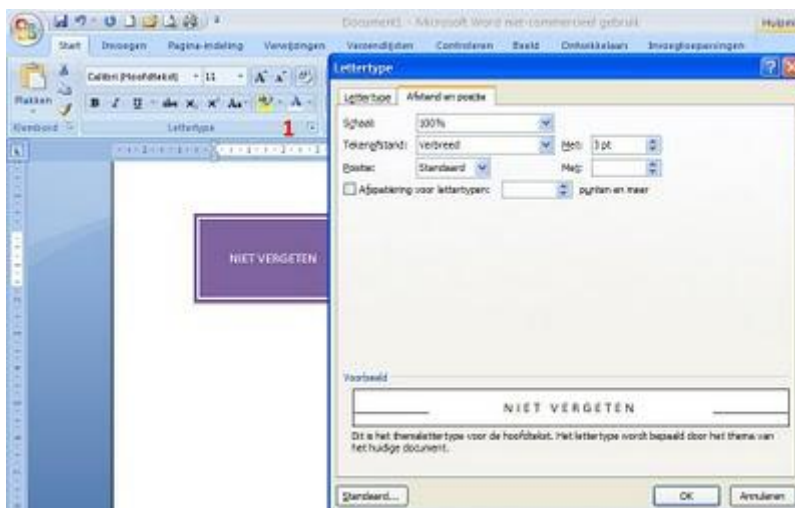 Document1 - Microsoft Word niet-commercieel gebruik
Start Invoegen Pagina-indeling Verwijzingen Verzendlijsten Controleren Beeld Ontwikkelaars Invoegtoepassingen
Plakken
Calibri (Hoofdtekst) 11
B
Klembord
Lettertype
1
NIET VERGETEN
Lettertype
Lettertype Afstand en positie
Schaal: 100%
Tekenafstand: Verbreed Met: 3 pt
Positie: Standaard Met:
Afspatiëring voor lettertypen: punten en meer
Voorbeeld
NIET VERGETEN
Dit is het themalettertype voor de hoofdtekst. Het lettertype wordt bepaald door het thema van
het huidige document.
Standaard... OK Annuleren